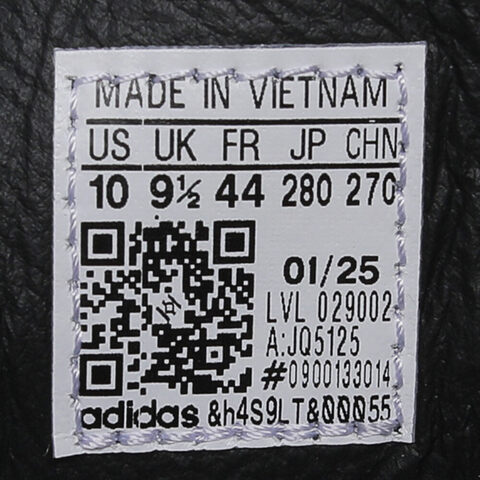 MADE IN VIETNAM
US UK FR JP CHN
10 9½ 44 280 270
01/25
LVL 029002
A:JQ5125
#0900133014
adidas &h4S9LT&000055